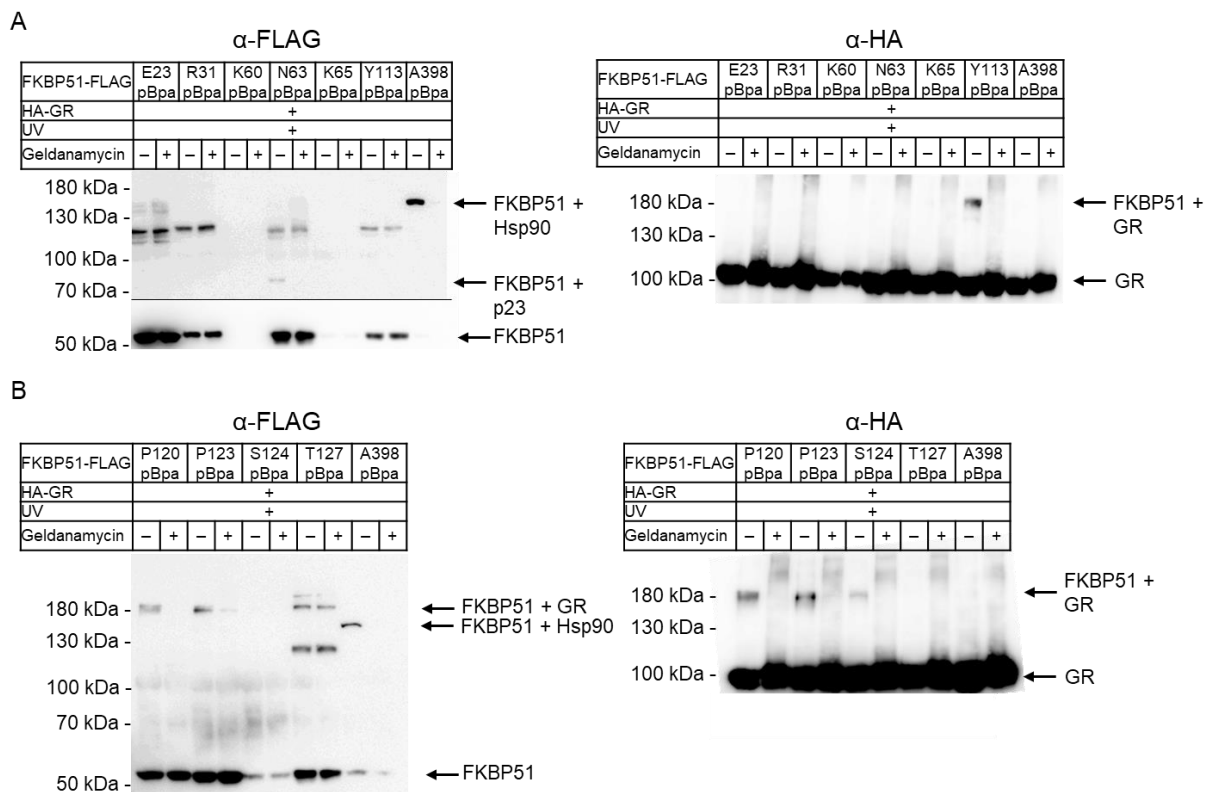 A
α-FLAG
FKBP51-FLAG E23 pBpa R31 pBpa K60 pBpa N63 pBpa K65 pBpa Y113 pBpa A398 pBpa
HA-GR +
UV +
Geldanamycin – + – + – + – + – + – + – +
180 kDa -
130 kDa -
100 kDa -
70 kDa -
50 kDa -
FKBP51 +
Hsp90
FKBP51 +
p23
FKBP51
α-HA
FKBP51-FLAG E23 pBpa R31 pBpa K60 pBpa N63 pBpa K65 pBpa Y113 pBpa A398 pBpa
HA-GR +
UV +
Geldanamycin – + – + – + – + – + – + – +
180 kDa -
130 kDa -
100 kDa -
FKBP51 +
GR
GR
B
α-FLAG
FKBP51-FLAG P120 pBpa P123 pBpa S124 pBpa T127 pBpa A398 pBpa
HA-GR +
UV +
Geldanamycin – + – + – + – + – +
180 kDa -
130 kDa -
100 kDa -
70 kDa -
50 kDa -
FKBP51 + GR
FKBP51 + Hsp90
FKBP51
α-HA
FKBP51-FLAG P120 pBpa P123 pBpa S124 pBpa T127 pBpa A398 pBpa
HA-GR +
UV +
Geldanamycin – + – + – + – + – +
180 kDa -
130 kDa -
100 kDa -
FKBP51 +
GR
GR